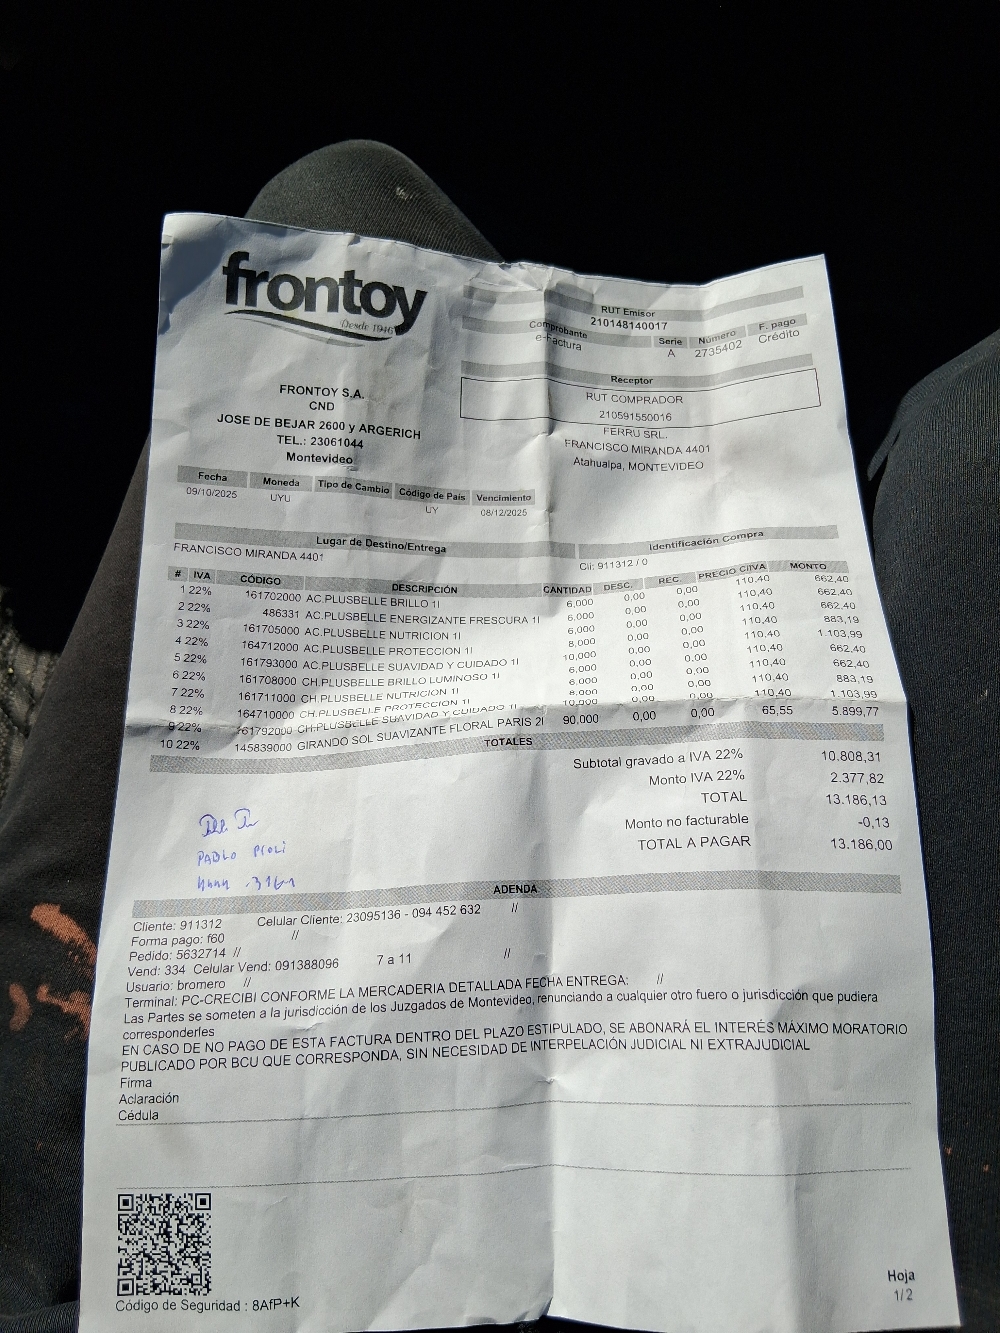 frontoy
Desde 1946
RUT Emisor
210148140017
Comprobante Serie Número F. pago
e-Factura A 2735402 Crédito
Receptor
RUT COMPRADOR
210591550016
FERRU SRL.
FRANCISCO MIRANDA 4401
Atahualpa, MONTEVIDEO
FRONTOY S.A.
CND
JOSE DE BEJAR 2600 y ARGERICH
TEL.: 23061044
Montevideo
Fecha Moneda Tipo de Cambio Código de País Vencimiento
09/10/2025 UYU UY 08/12/2025
Lugar de Destino/Entrega Identificación Compra
FRANCISCO MIRANDA 4401 Cli: 911312 / 0
# IVA CÓDIGO DESCRIPCIÓN CANTIDAD DESC. REC. PRECIO C/IVA MONTO
1 22% 161702000 AC.PLUSBELLE BRILLO 1l 6,000 0,00 0,00 110,40 662,40
2 22% 486331 AC.PLUSBELLE ENERGIZANTE FRESCURA 1l 6,000 0,00 0,00 110,40 662,40
3 22% 161705000 AC.PLUSBELLE NUTRICION 1l 6,000 0,00 0,00 110,40 662,40
4 22% 164712000 AC.PLUSBELLE PROTECCION 1l 8,000 0,00 0,00 110,40 883,19
5 22% 161793000 AC.PLUSBELLE SUAVIDAD Y CUIDADO 1l 10,000 0,00 0,00 110,40 1.103,99
6 22% 161708000 CH.PLUSBELLE BRILLO LUMINOSO 1l 6,000 0,00 0,00 110,40 662,40
7 22% 161711000 CH.PLUSBELLE NUTRICION 1l 6,000 0,00 0,00 110,40 662,40
8 22% 164710000 CH.PLUSBELLE PROTECCION 1l 8,000 0,00 0,00 110,40 883,19
9 22% 161792000 CH.PLUSBELLE SUAVIDAD Y CUIDADO 1l 10,000 0,00 0,00 110,40 1.103,99
10 22% 145839000 GIRANDO SOL SUAVIZANTE FLORAL PARIS 2l 90,000 0,00 0,00 65,55 5.899,77
TOTALES
Subtotal gravado a IVA 22% 10.808,31
Monto IVA 22% 2.377,82
TOTAL 13.186,13
Monto no facturable -0,13
TOTAL A PAGAR 13.186,00
PABLO
ADENDA
Cliente: 911312 Celular Cliente: 23095136 - 094 452 632 //
Forma pago: f60 //
Pedido: 5632714 //
Vend: 334 Celular Vend: 091388096 7 a 11 //
Usuario: bromero //
Terminal: PC-CRECIBI CONFORME LA MERCADERIA DETALLADA FECHA ENTREGA: //
Las Partes se someten a la jurisdicción de los Juzgados de Montevideo, renunciando a cualquier otro fuero o jurisdicción que pudiera
corresponderles
EN CASO DE NO PAGO DE ESTA FACTURA DENTRO DEL PLAZO ESTIPULADO, SE ABONARÁ EL INTERÉS MÁXIMO MORATORIO
PUBLICADO POR BCU QUE CORRESPONDA, SIN NECESIDAD DE INTERPELACIÓN JUDICIAL NI EXTRAJUDICIAL
Firma
Aclaración
Cédula
Código de Seguridad : 8AfP+K
Hoja
1/2